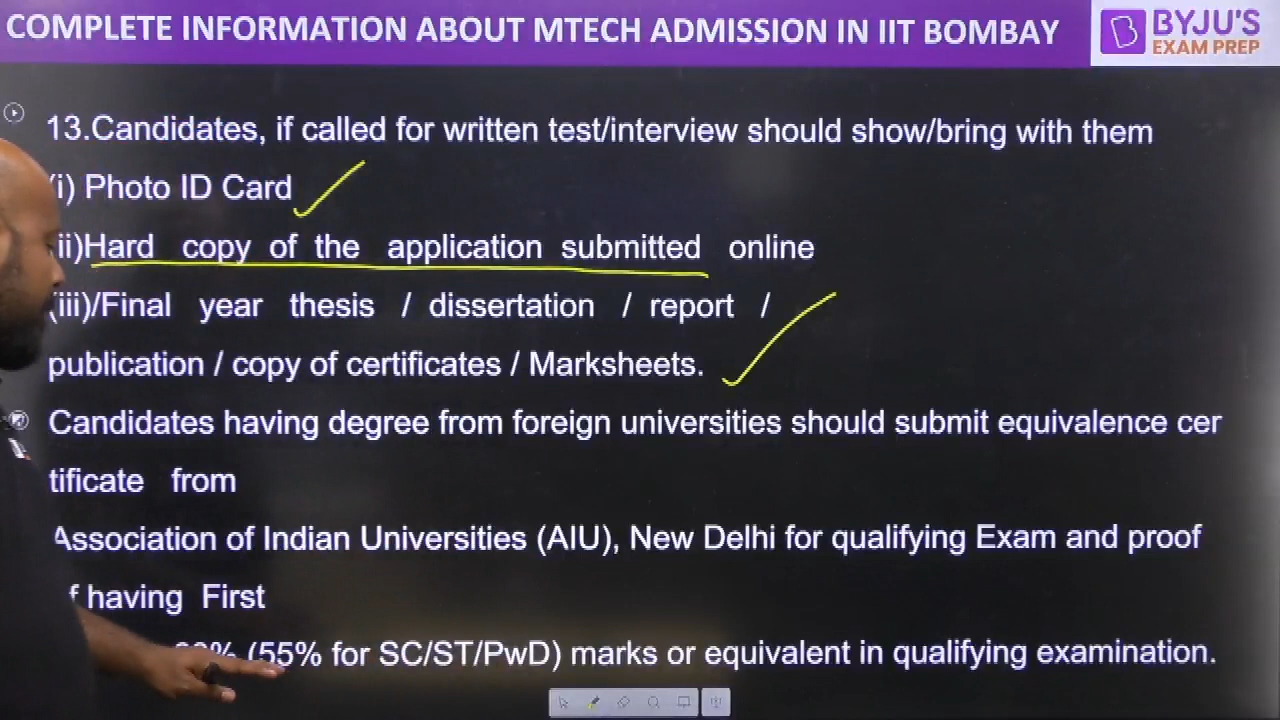 COMPLETE INFORMATION ABOUT MTECH ADMISSION IN IIT BOMBAY
BYJU'S
EXAM PREP
13.Candidates, if called for written test/interview should show/bring with them
(i) Photo ID Card
ii)Hard copy of the application submitted online
(iii)/Final year thesis / dissertation / report /
publication / copy of certificates / Marksheets.
Candidates having degree from foreign universities should submit equivalence cer
tificate from
Association of Indian Universities (AIU), New Delhi for qualifying Exam and proof
f having First
(55% for SC/ST/PwD) marks or equivalent in qualifying examination.